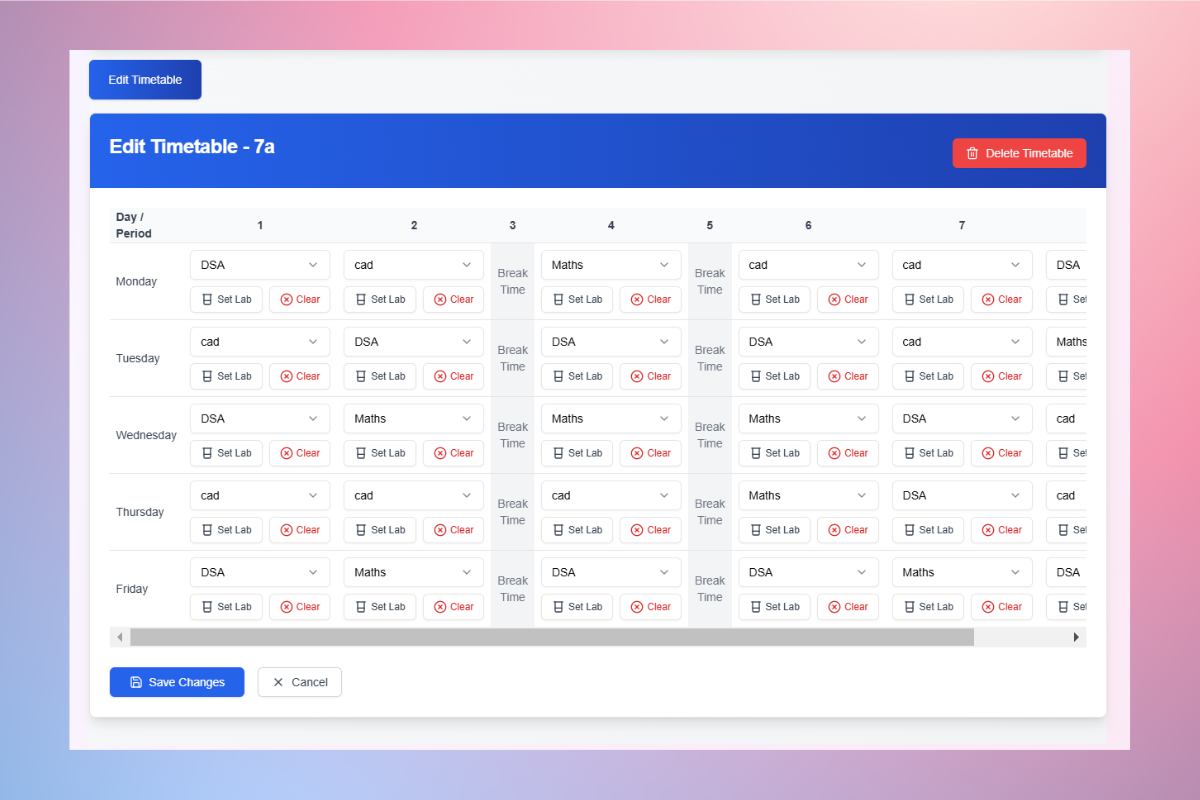 Edit Timetable
Edit Timetable - 7a
Delete Timetable
Day / Period 1 2 3 4 5 6 7
Monday DSA cad Break Time Maths Break Time cad cad DSA
Set Lab Clear Set Lab Clear Set Lab Clear Set Lab Clear Set Lab Clear Set
Tuesday cad DSA Break Time DSA Break Time DSA cad Maths
Set Lab Clear Set Lab Clear Set Lab Clear Set Lab Clear Set Lab Clear Set
Wednesday DSA Maths Break Time Maths Break Time Maths DSA cad
Set Lab Clear Set Lab Clear Set Lab Clear Set Lab Clear Set Lab Clear Set
Thursday cad cad Break Time cad Break Time Maths DSA cad
Set Lab Clear Set Lab Clear Set Lab Clear Set Lab Clear Set Lab Clear Set
Friday DSA Maths Break Time DSA Break Time DSA Maths DSA
Set Lab Clear Set Lab Clear Set Lab Clear Set Lab Clear Set Lab Clear Set
Save Changes Cancel